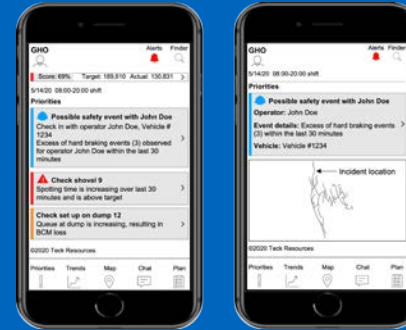 GHO
Alerts
Finder
Score: 69% Target: 189,810 Actual: 130,831
5/14/20 08:00-20:00 shift
Priorities
Possible safety event with John Doe
Check in with operator John Doe, Vehicle #
1234
Excess of hard braking events (3) observed
for operator John Doe within the last 30
minutes
Check shovel 9
Spotting time is increasing over last 30
minutes and is above target
Check set up on dump 12
Queue at dump is increasing, resulting in
BCM loss
©2020 Teck Resources
Priorities Trends Map Chat Plan
GHO
Alerts Finder
5/14/20 08:00-20:00 shift
Priorities
Possible safety event with John Doe
Operator: John Doe
Event details: Excess of hard braking events
(3) within the last 30 minutes
Vehicle: Vehicle #1234
Incident location
©2020 Teck Resources
Priorities Trends Map Chat Plan